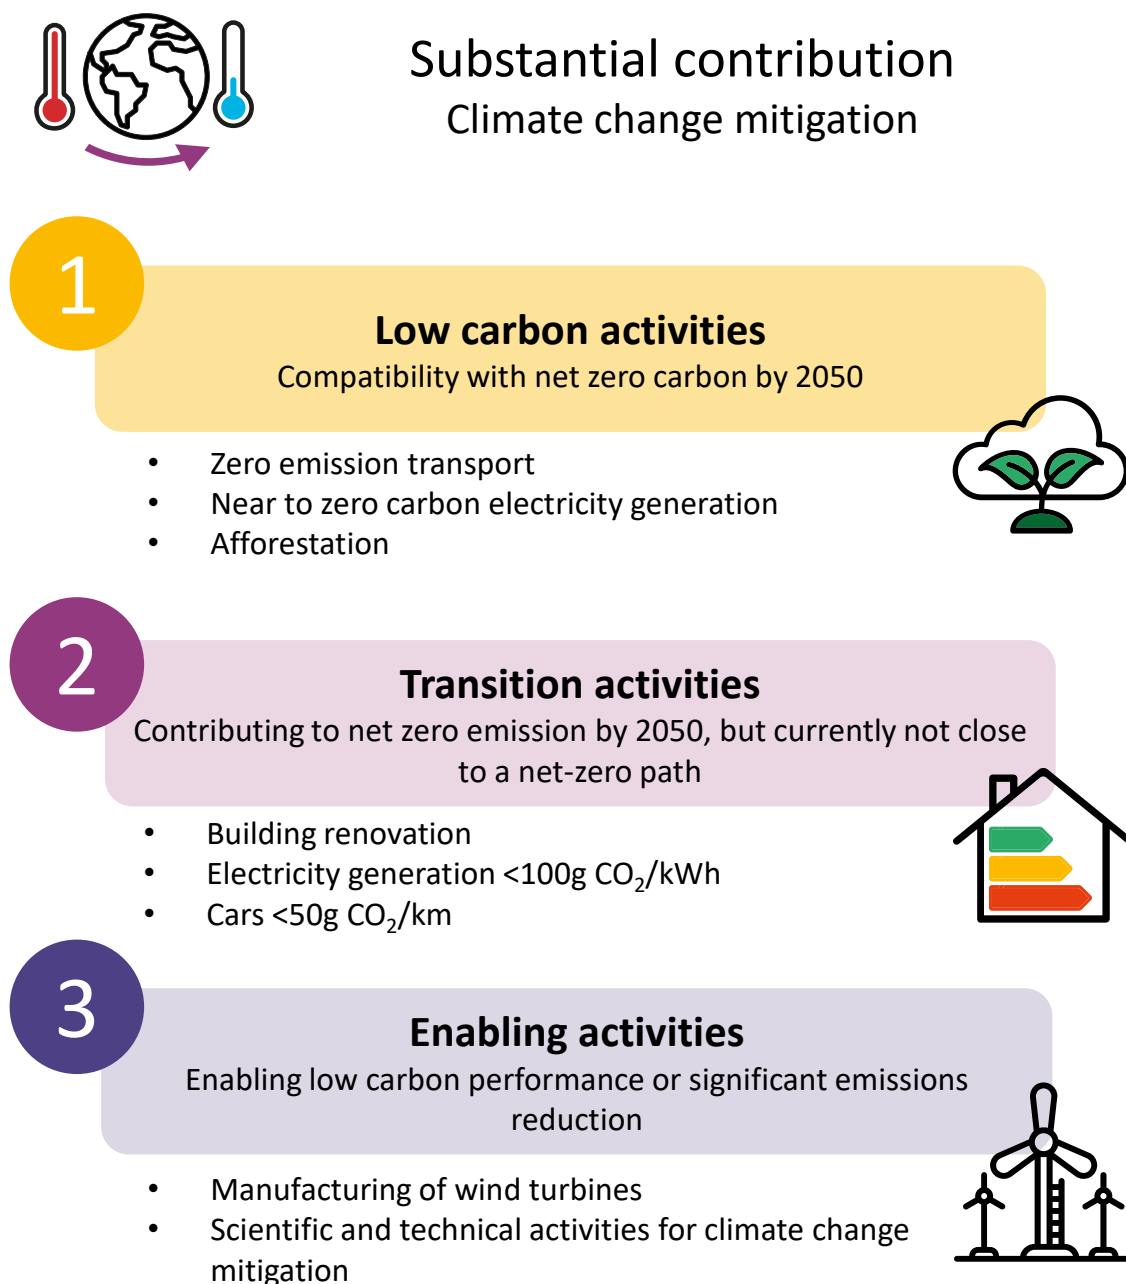 Substantial contribution
Climate change mitigation
1
Low carbon activities
Compatibility with net zero carbon by 2050
• Zero emission transport
• Near to zero carbon electricity generation
• Afforestation
2
Transition activities
Contributing to net zero emission by 2050, but currently not close
to a net-zero path
• Building renovation
• Electricity generation <100g CO₂/kWh
• Cars <50g CO₂/km
3
Enabling activities
Enabling low carbon performance or significant emissions
reduction
• Manufacturing of wind turbines
• Scientific and technical activities for climate change
mitigation